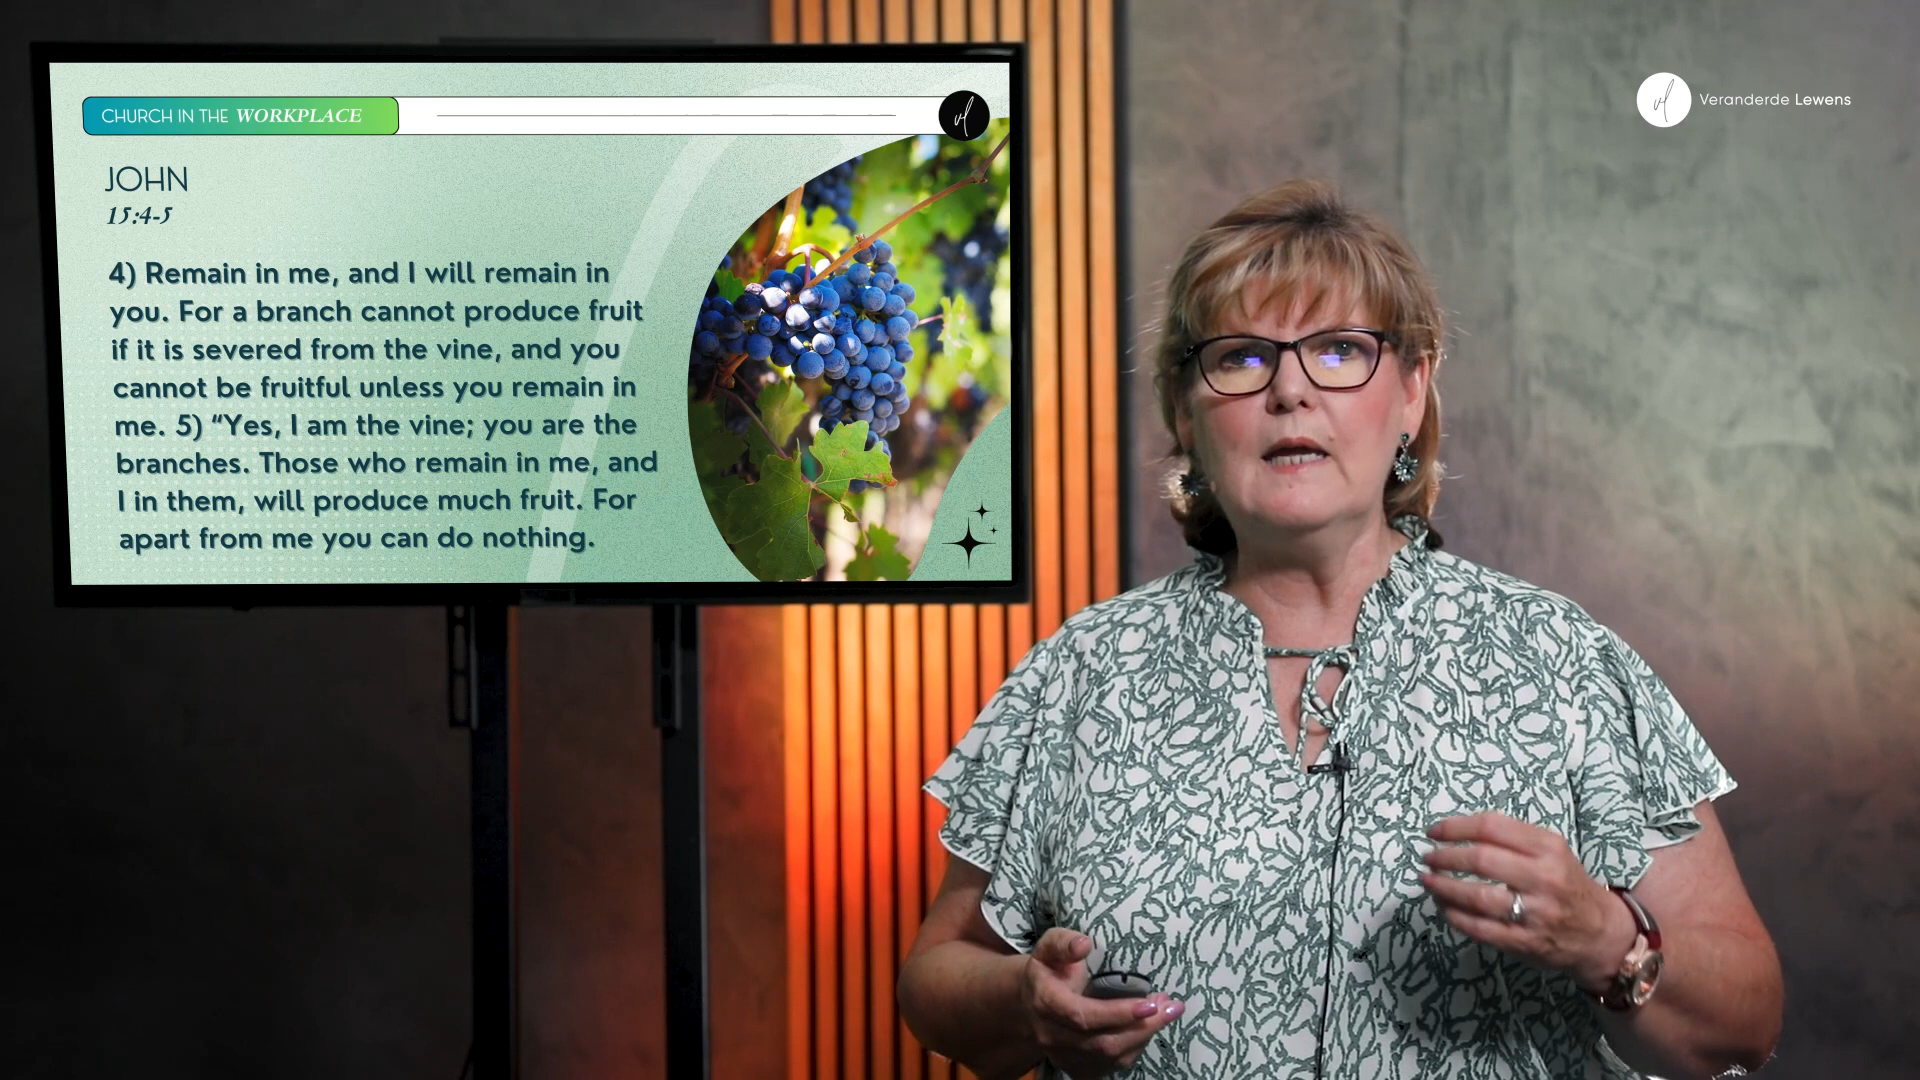 CHURCH IN THE WORKPLACE
vl
JOHN
15:4-5
4) Remain in me, and I will remain in
you. For a branch cannot produce fruit
if it is severed from the vine, and you
cannot be fruitful unless you remain in
me. 5) “Yes, I am the vine; you are the
branches. Those who remain in me, and
I in them, will produce much fruit. For
apart from me you can do nothing.
vl Veranderde Lewens